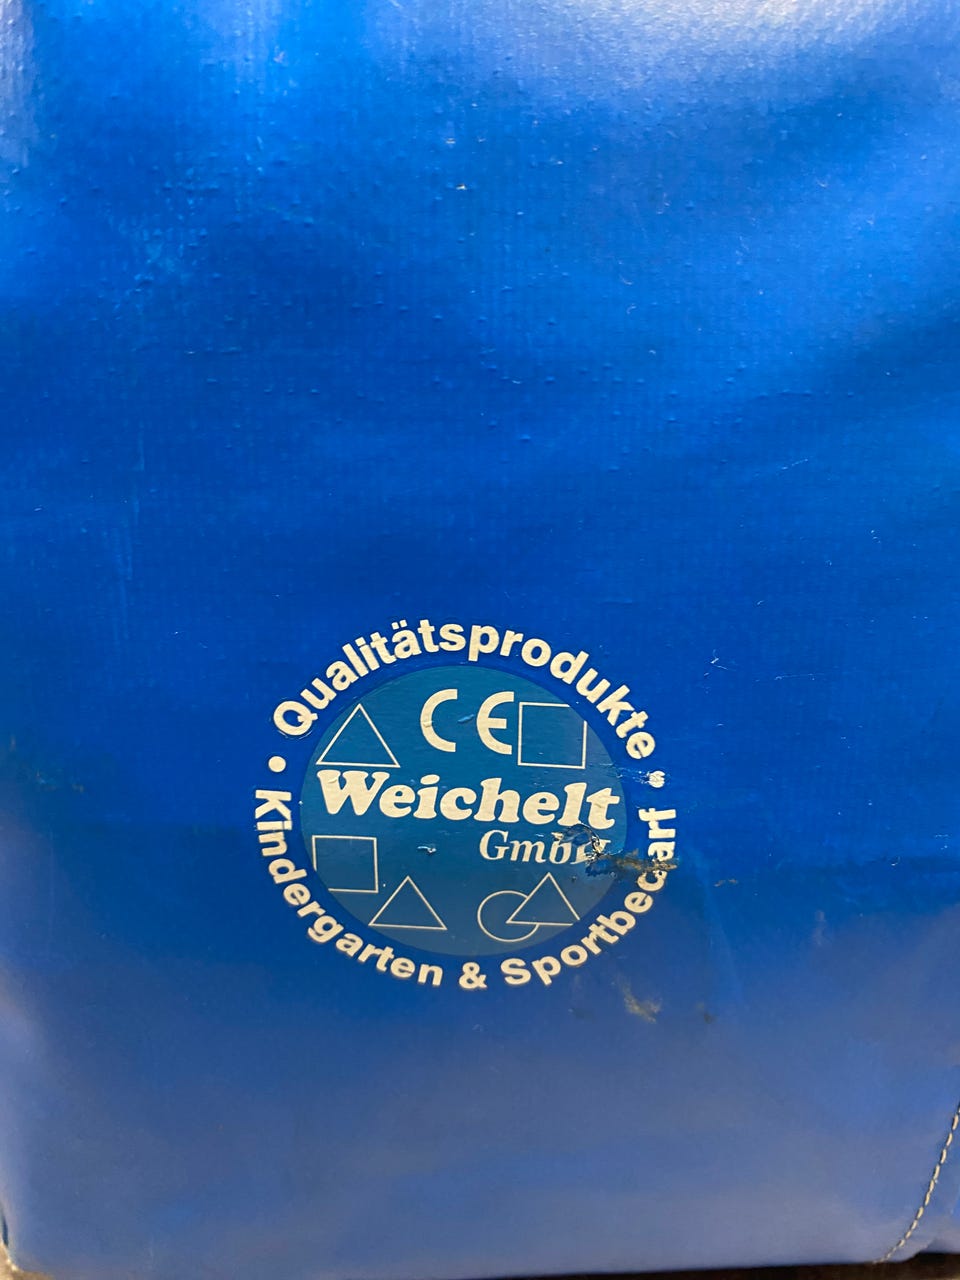 Qualitätsprodukte
CE
Weichelt
GmbH
Kindergarten & Sportbedarf